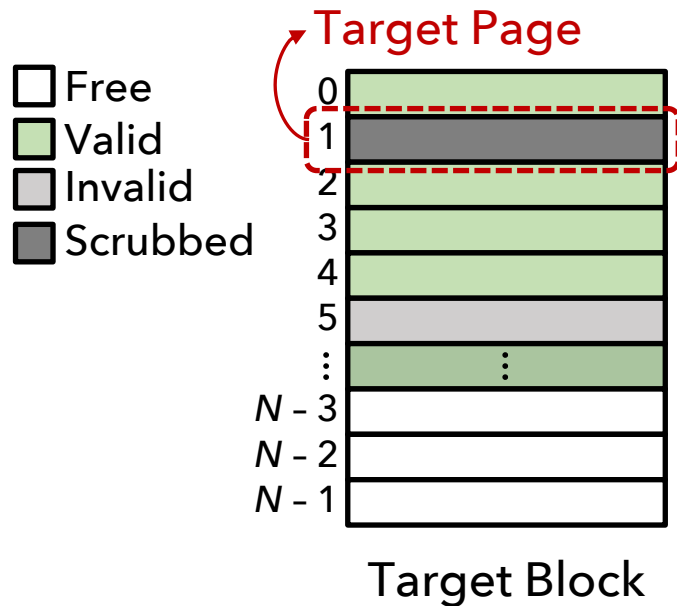 Target Page
Free
Valid
Invalid
Scrubbed
0
1
2
3
4
5
⋮ ⋮
N – 3
N – 2
N – 1
Target Block